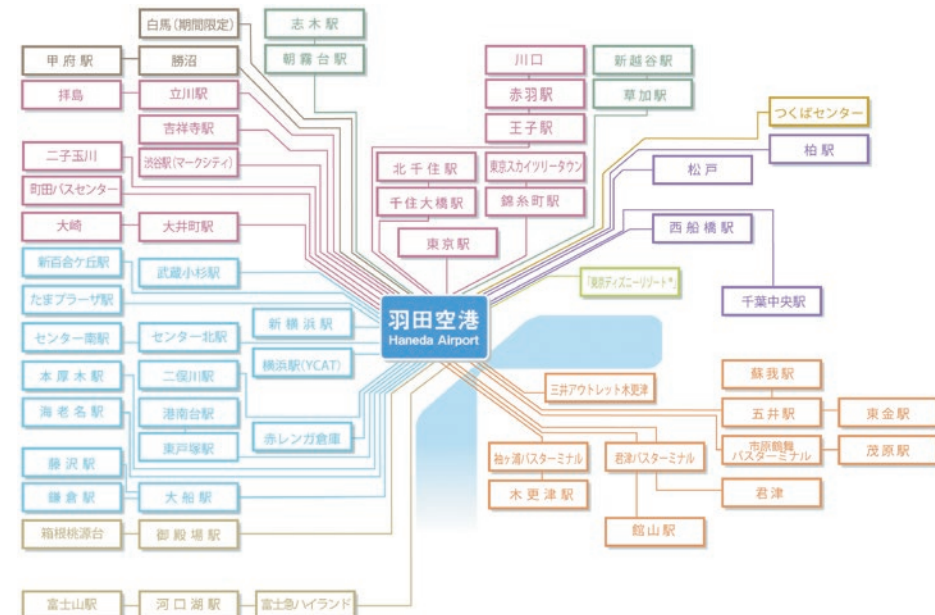 白馬(期間限定)
志木駅
甲府駅
勝沼
朝霧台駅
川口
新越谷駅
拝島
立川駅
赤羽駅
草加駅
吉祥寺駅
王子駅
つくばセンター
二子玉川
渋谷駅(マークシティ)
北千住駅
東京スカイツリータウン
松戸
柏駅
町田バスセンター
千住大橋駅
錦糸町駅
大崎
大井町駅
東京駅
西船橋駅
新百合ケ丘駅
武蔵小杉駅
「東京ディズニーリゾート®」
たまプラーザ駅
千葉中央駅
新横浜駅
羽田空港
Haneda Airport
センター南駅
センター北駅
横浜駅(YCAT)
本厚木駅
二俣川駅
三井アウトレット木更津
蘇我駅
海老名駅
港南台駅
赤レンガ倉庫
五井駅
東金駅
東戸塚駅
袖ヶ浦バスターミナル
君津バスターミナル
市原鶴舞
バスターミナル
茂原駅
藤沢駅
鎌倉駅
大船駅
木更津駅
君津
箱根桃源台
御殿場駅
館山駅
富士山駅
河口湖駅
富士急ハイランド